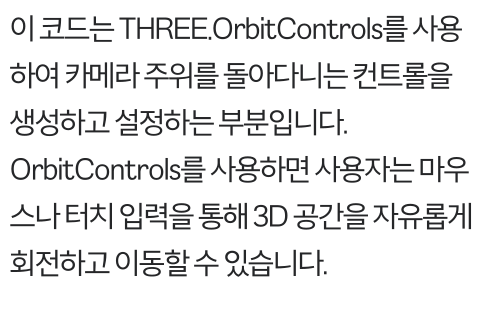 이 코드는 THREE.OrbitControls를 사용
하여 카메라 주위를 돌아다니는 컨트롤을
생성하고 설정하는 부분입니다.
OrbitControls를 사용하면 사용자는 마우
스나 터치 입력을 통해 3D 공간을 자유롭게
회전하고 이동할 수 있습니다.